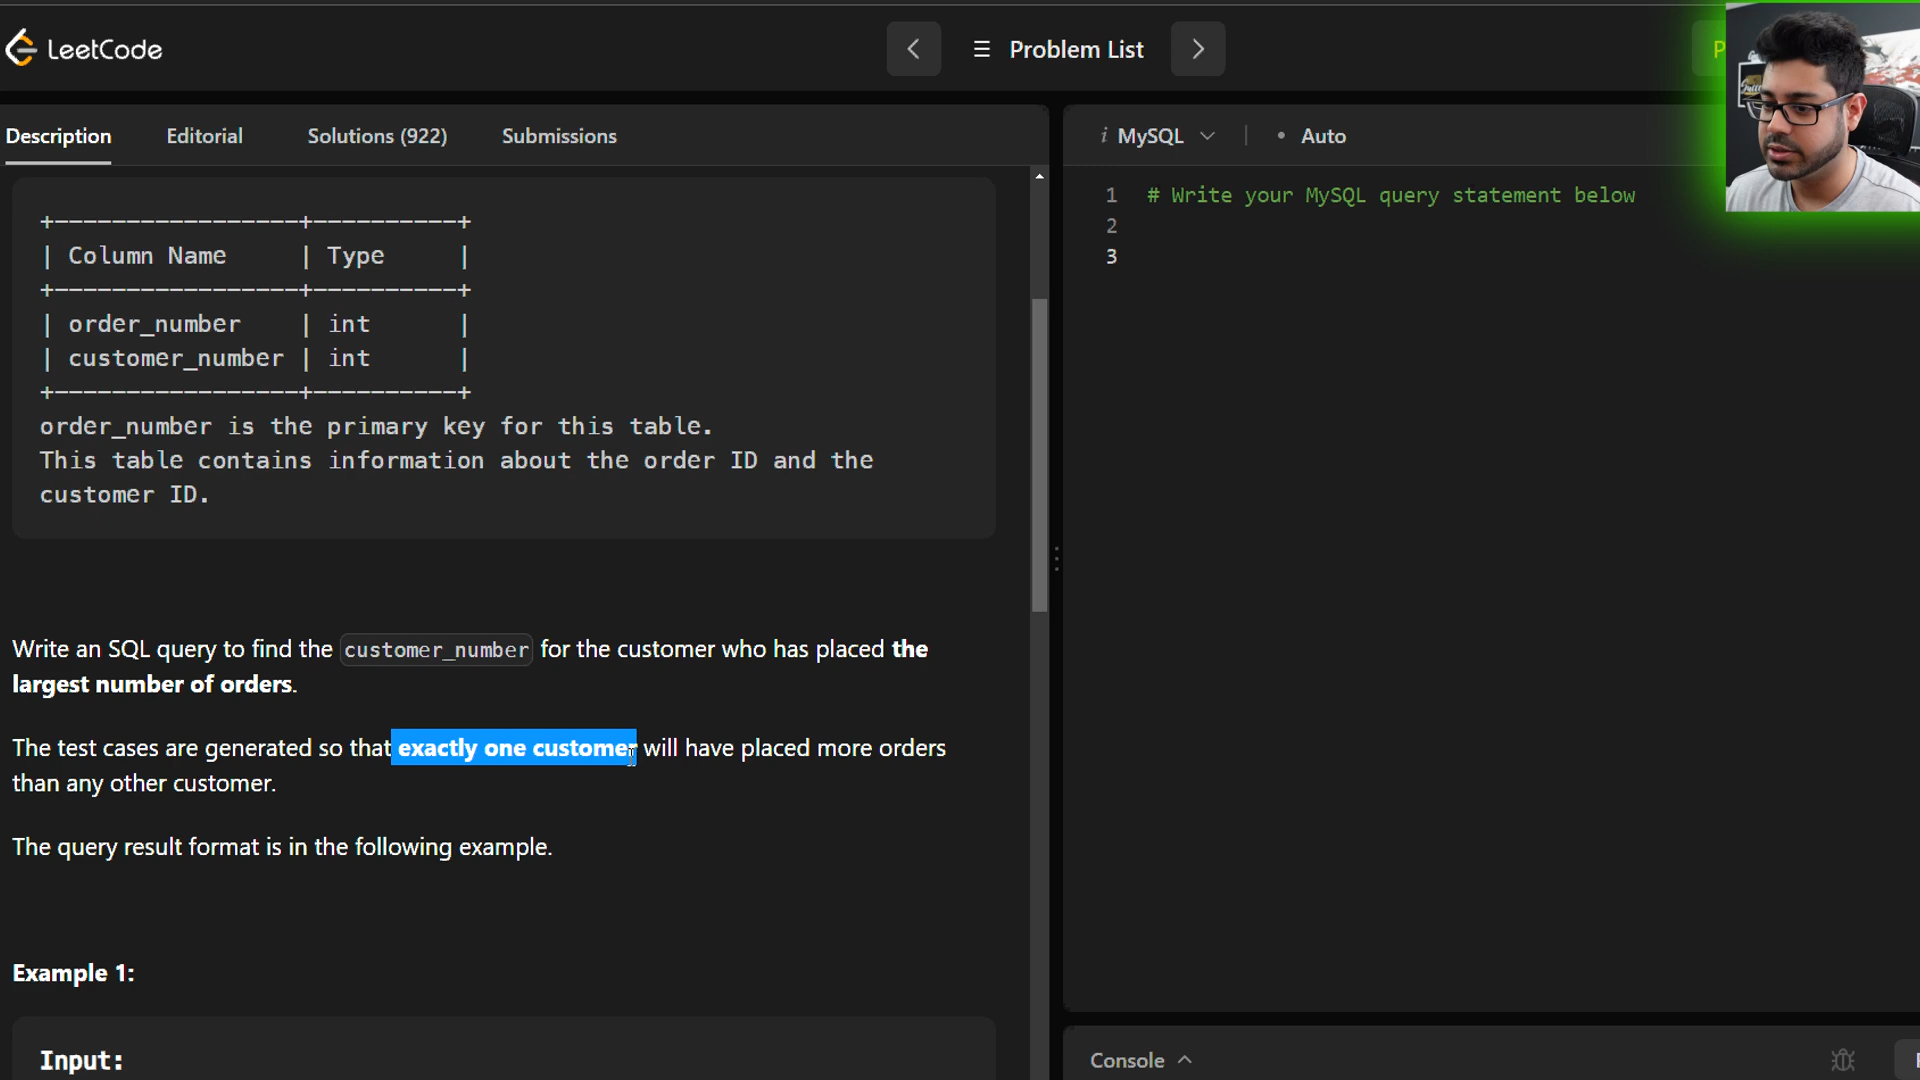 LeetCode
Problem List
Description
Editorial
Solutions (922)
Submissions
+-----------------+----------+
| Column Name     | Type     |
+-----------------+----------+
| order_number    | int      |
| customer_number | int      |
+-----------------+----------+
order_number is the primary key for this table.
This table contains information about the order ID and the
customer ID.
Write an SQL query to find the customer_number for the customer who has placed the
largest number of orders.
The test cases are generated so that exactly one customer will have placed more orders
than any other customer.
The query result format is in the following example.
Example 1:
Input:
i MySQL
• Auto
1 # Write your MySQL query statement below
2
3
Console